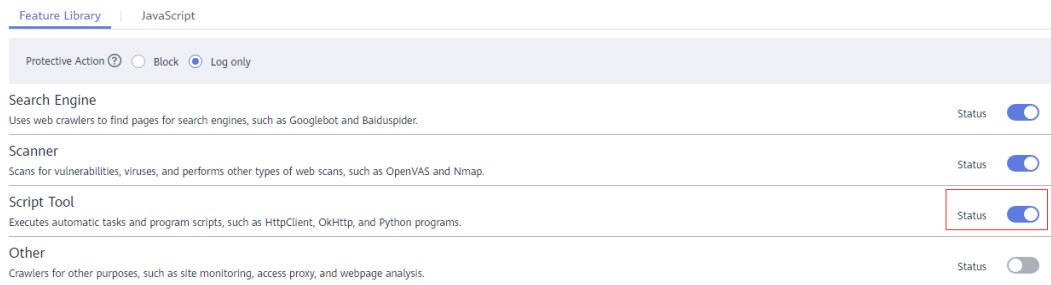 Feature Library JavaScript
Protective Action ? Block Log only
Search Engine
Uses web crawlers to find pages for search engines, such as Googlebot and Baiduspider.
Status
Scanner
Scans for vulnerabilities, viruses, and performs other types of web scans, such as OpenVAS and Nmap.
Status
Script Tool
Executes automatic tasks and program scripts, such as HttpClient, OkHttp, and Python programs.
Status
Other
Crawlers for other purposes, such as site monitoring, access proxy, and webpage analysis.
Status